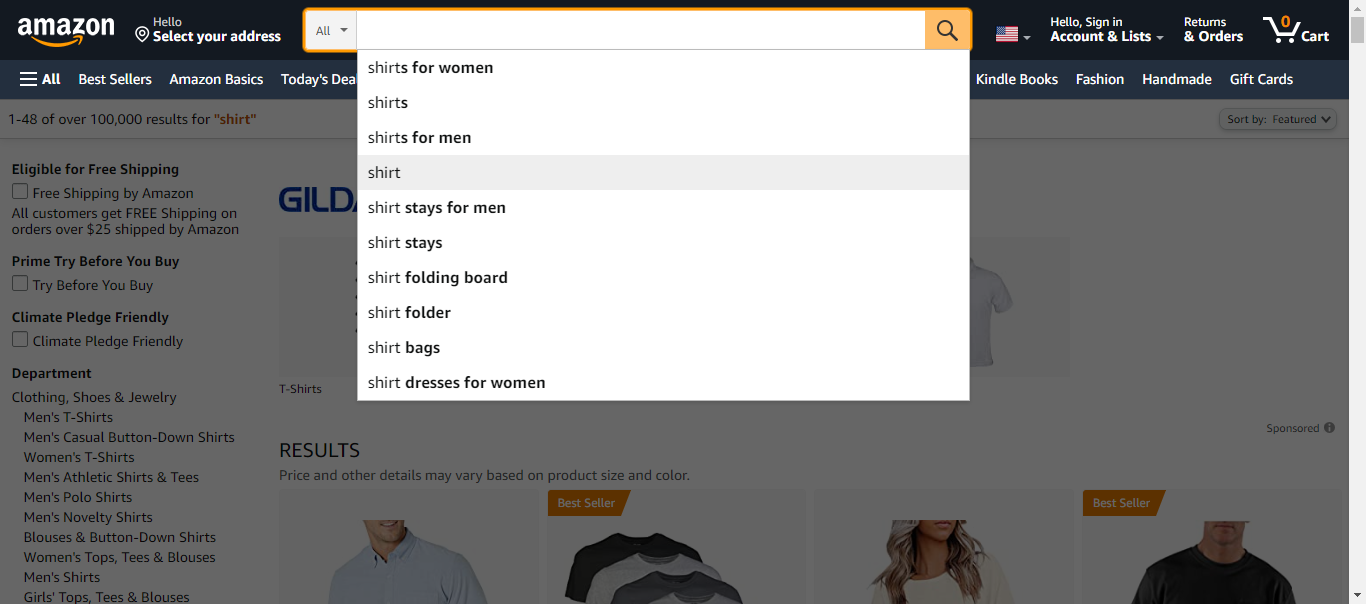 amazon
Hello
Select your address
All
Hello, Sign in
Account & Lists
Returns
& Orders
0
Cart
All
Best Sellers
Amazon Basics
Today's Deal
Kindle Books
Fashion
Handmade
Gift Cards
shirts for women
shirts
shirts for men
shirt
shirt stays for men
shirt stays
shirt folding board
shirt folder
shirt bags
shirt dresses for women
1-48 of over 100,000 results for "shirt"
Sort by: Featured
Eligible for Free Shipping
Free Shipping by Amazon
All customers get FREE Shipping on
orders over $25 shipped by Amazon
Prime Try Before You Buy
Try Before You Buy
Climate Pledge Friendly
Climate Pledge Friendly
Department
Clothing, Shoes & Jewelry
Men's T-Shirts
Men's Casual Button-Down Shirts
Women's T-Shirts
Men's Athletic Shirts & Tees
Men's Polo Shirts
Men's Novelty Shirts
Blouses & Button-Down Shirts
Women's Tops, Tees & Blouses
Men's Shirts
Girls' Tops, Tees & Blouses
GILDA
T-Shirts
Sponsored
RESULTS
Price and other details may vary based on product size and color.
Best Seller
Best Seller